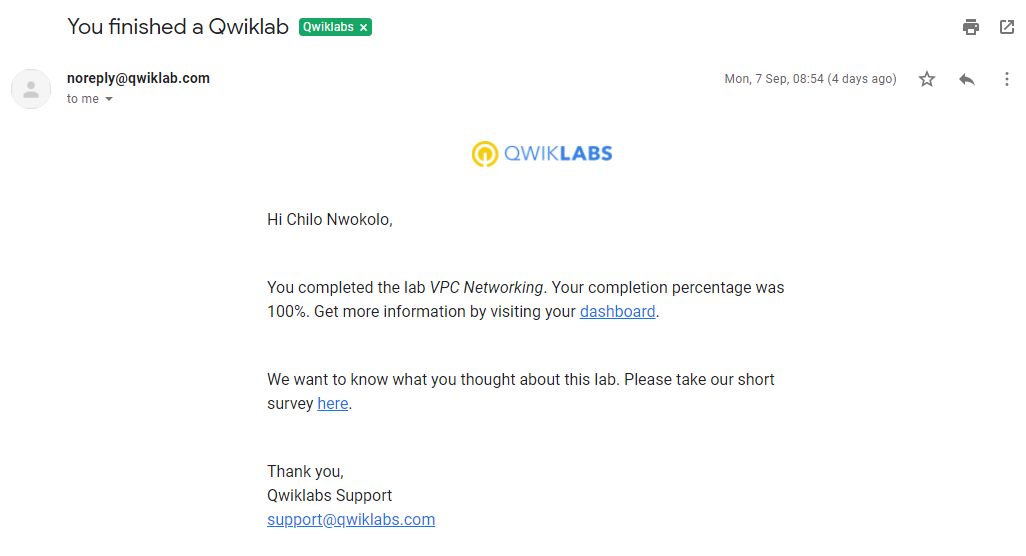 You finished a Qwiklab Qwiklabs x
noreply@qwiklab.com Mon, 7 Sep, 08:54 (4 days ago)
to me
QWIKLABS
Hi Chilo Nwokolo,
You completed the lab VPC Networking. Your completion percentage was
100%. Get more information by visiting your dashboard.
We want to know what you thought about this lab. Please take our short
survey here.
Thank you,
Qwiklabs Support
support@qwiklabs.com